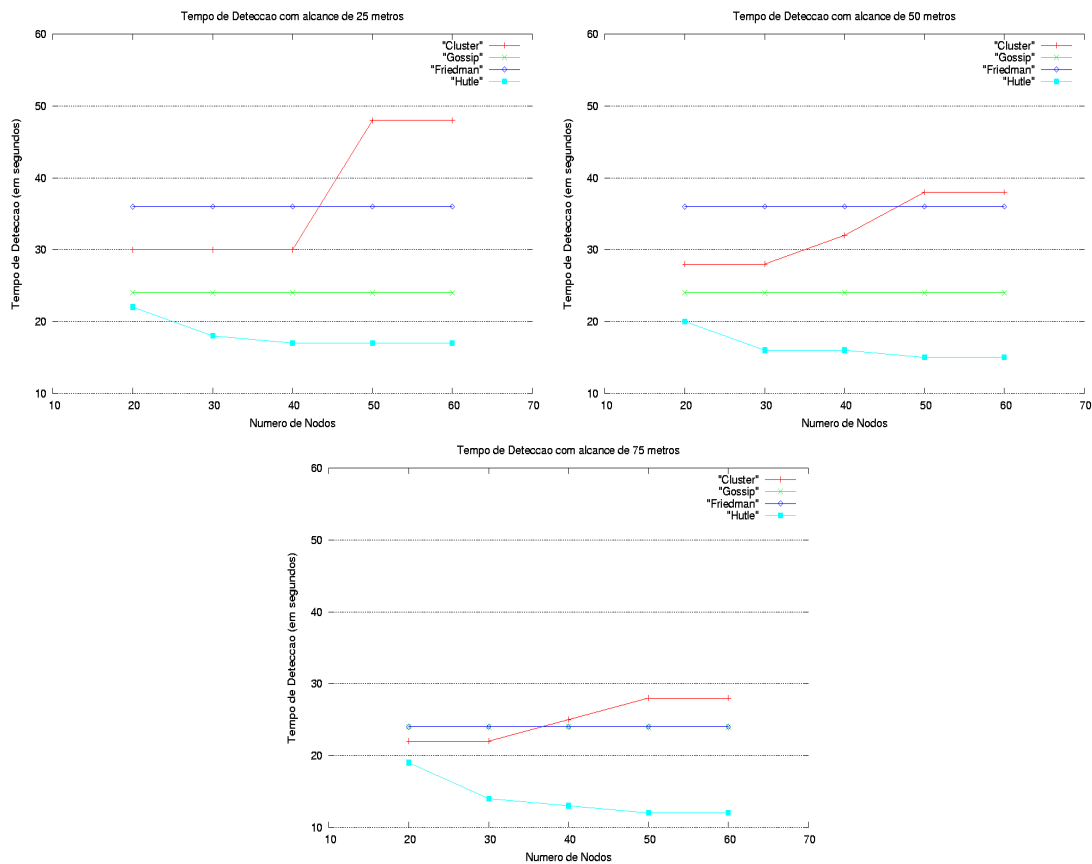 Tempo de Deteccao com alcance de 25 metros
60
50
40
30
20
10
10 20 30 40 50 60 70
Tempo de Deteccao (em segundos)
Numero de Nodos
"Cluster"
"Gossip"
"Friedman"
"Hutle"
Tempo de Deteccao com alcance de 50 metros
60
50
40
30
20
10
10 20 30 40 50 60 70
Tempo de Deteccao (em segundos)
Numero de Nodos
"Cluster"
"Gossip"
"Friedman"
"Hutle"
Tempo de Deteccao com alcance de 75 metros
60
50
40
30
20
10
10 20 30 40 50 60 70
Tempo de Deteccao (em segundos)
Numero de Nodos
"Cluster"
"Gossip"
"Friedman"
"Hutle"